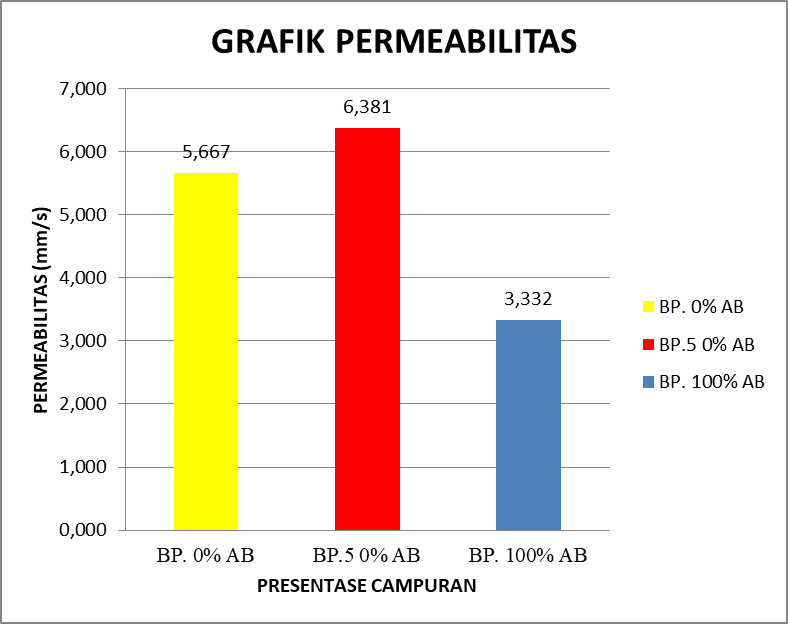 GRAFIK PERMEABILITAS
PERMEABILITAS (mm/s)
7,000
6,000
5,000
4,000
3,000
2,000
1,000
0,000
5,667
6,381
3,332
BP. 0% AB
BP.5 0% AB
BP. 100% AB
PRESENTASE CAMPURAN
BP. 0% AB
BP.5 0% AB
BP. 100% AB